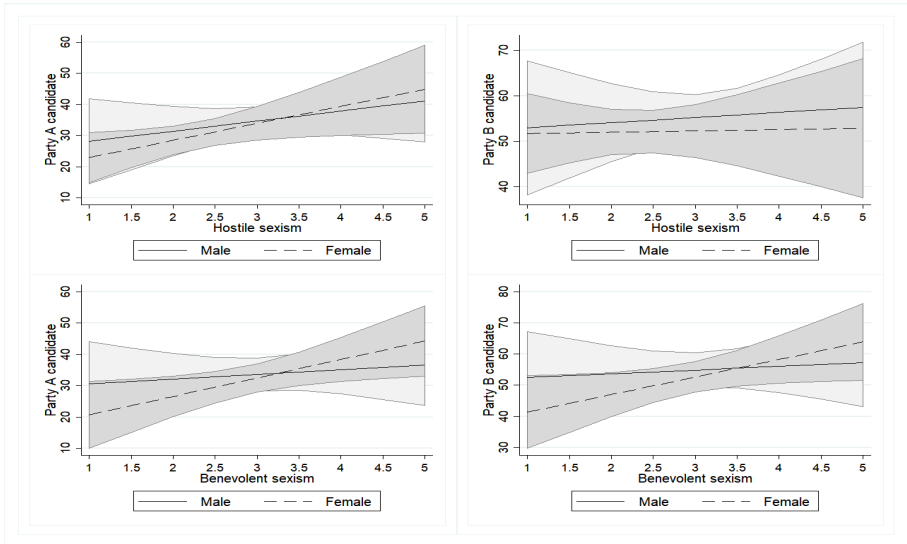 Party A candidate
60
50
40
30
20
10
1 1.5 2 2.5 3 3.5 4 4.5 5
Hostile sexism
Male Female
Party B candidate
70
60
50
40
1 1.5 2 2.5 3 3.5 4 4.5 5
Hostile sexism
Male Female
Party A candidate
60
50
40
30
20
10
1 1.5 2 2.5 3 3.5 4 4.5 5
Benevolent sexism
Male Female
Party B candidate
80
70
60
50
40
30
1 1.5 2 2.5 3 3.5 4 4.5 5
Benevolent sexism
Male Female